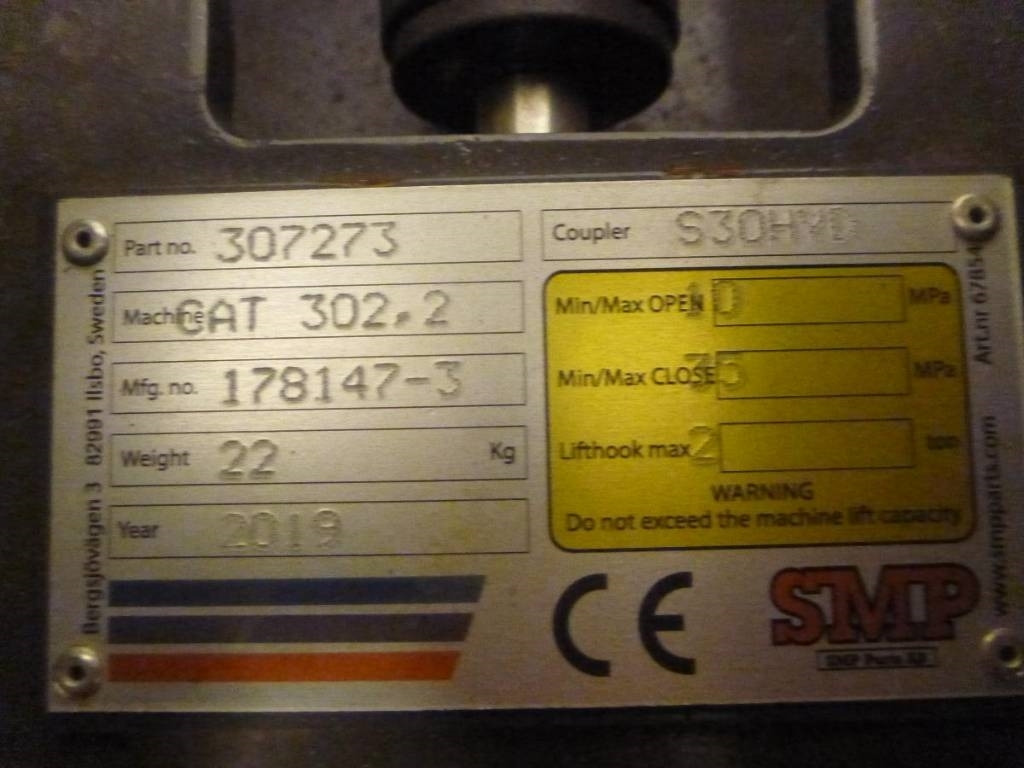 Part no. 307273
Machine CAT 302.2
Mfg. no. 178147-3
Weight 22 Kg
Year 2019
Coupler S30HYD
Min/Max OPEN 10 MPa
Min/Max CLOSE 35 MPa
Lifthook max 2 ton
WARNING
Do not exceed the machine lift capacity
CE
SMP
SMP Parts AB
Bergsjövägen 3 82991 Ilsbo, Sweden
www.smpparts.com Art.nr 67854